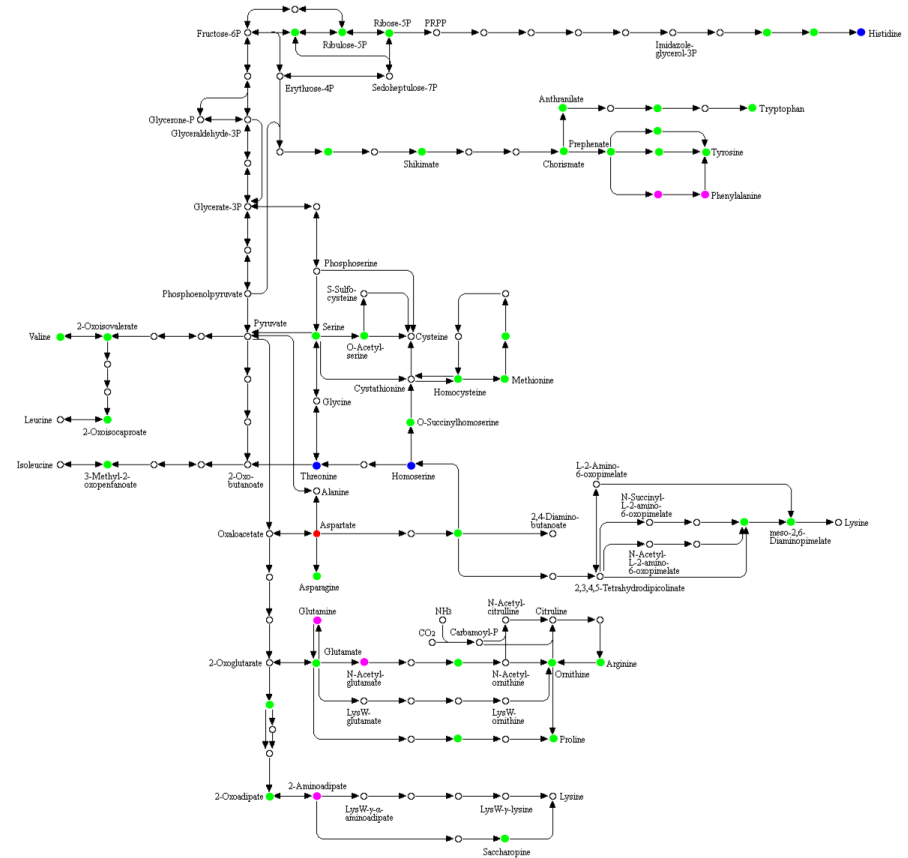 Ribose-5P
PRPP
Fructose-6P
Ribulose-5P
Histidine
Imidazole-
glycerol-3P
Erythrose-4P
Sedoheptulose-7P
Anthranilate
Tryptophan
Glycerone-P
Glyceraldehyde-3P
Prephenate
Tyrosine
Shikimate
Chorismate
Phenylalanine
Glycerate-3P
Phosphoserine
Phosphoenolpyruvate
S-Sulfo-
cysteine
Pyruvate
2-Oxoisovalerate
Serine
Valine
Cysteine
O-Acetyl-
serine
Methionine
Cystathionine
Homocysteine
Glycine
Leucine
O-Succinylhomoserine
2-Oxoisocaproate
Isoleucine
3-Methyl-2-
oxopentanoate
2-Oxo-
butanoate
Threonine
Homoserine
L-2-Amino-
6-oxopimelate
Alanine
N-Succinyl-
L-2-amino-
6-oxopimelate
2,4-Diamino-
butanoate
Aspartate
Lysine
Oxaloacetate
meso-2,6-
Diaminopimelate
N-Acetyl-
L-2-amino-
6-oxopimelate
Asparagine
2,3,4,5-Tetrahydrodipicolinate
Glutamine
NH3
N-Acetyl-
citrulline
Citruline
CO2
Carbamoyl-P
Glutamate
2-Oxoglutarate
N-Acetyl-
glutamate
N-Acetyl-
ornithine
Ornithine
Arginine
LysW-
glutamate
LysW-
ornithine
Proline
2-Aminoadipate
2-Oxoadipate
Lysine
LysW-γ-α-
aminoadipate
LysW-γ-lysine
Saccharopine